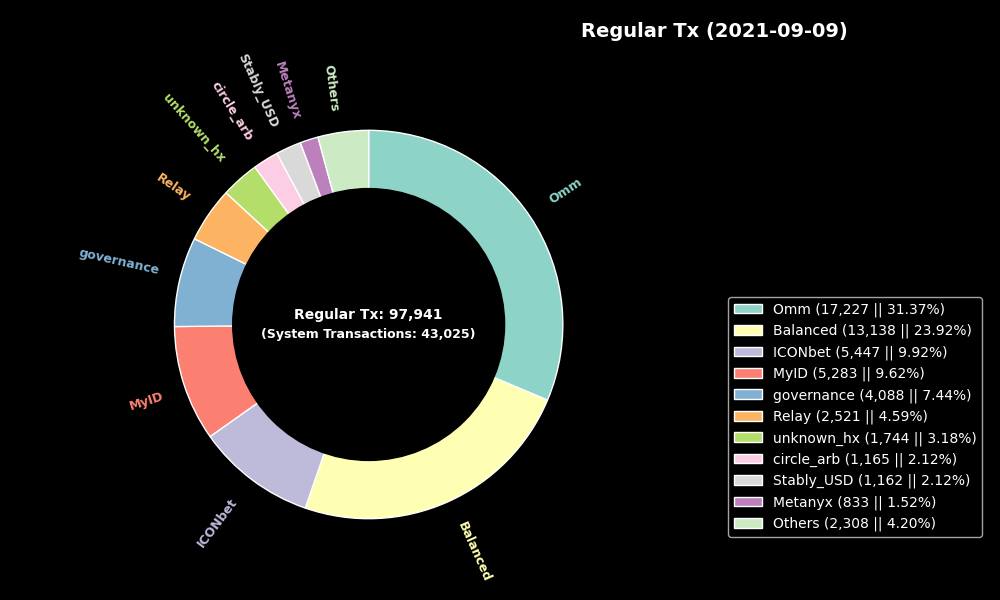 Regular Tx (2021-09-09)
Others
Metanyx
Stably_USD
circle_arb
unknown_hx
Relay
governance
MyID
ICONbet
Balanced
Omm
Regular Tx: 97,941
(System Transactions: 43,025)
Omm (17,227 || 31.37%)
Balanced (13,138 || 23.92%)
ICONbet (5,447 || 9.92%)
MyID (5,283 || 9.62%)
governance (4,088 || 7.44%)
Relay (2,521 || 4.59%)
unknown_hx (1,744 || 3.18%)
circle_arb (1,165 || 2.12%)
Stably_USD (1,162 || 2.12%)
Metanyx (833 || 1.52%)
Others (2,308 || 4.20%)